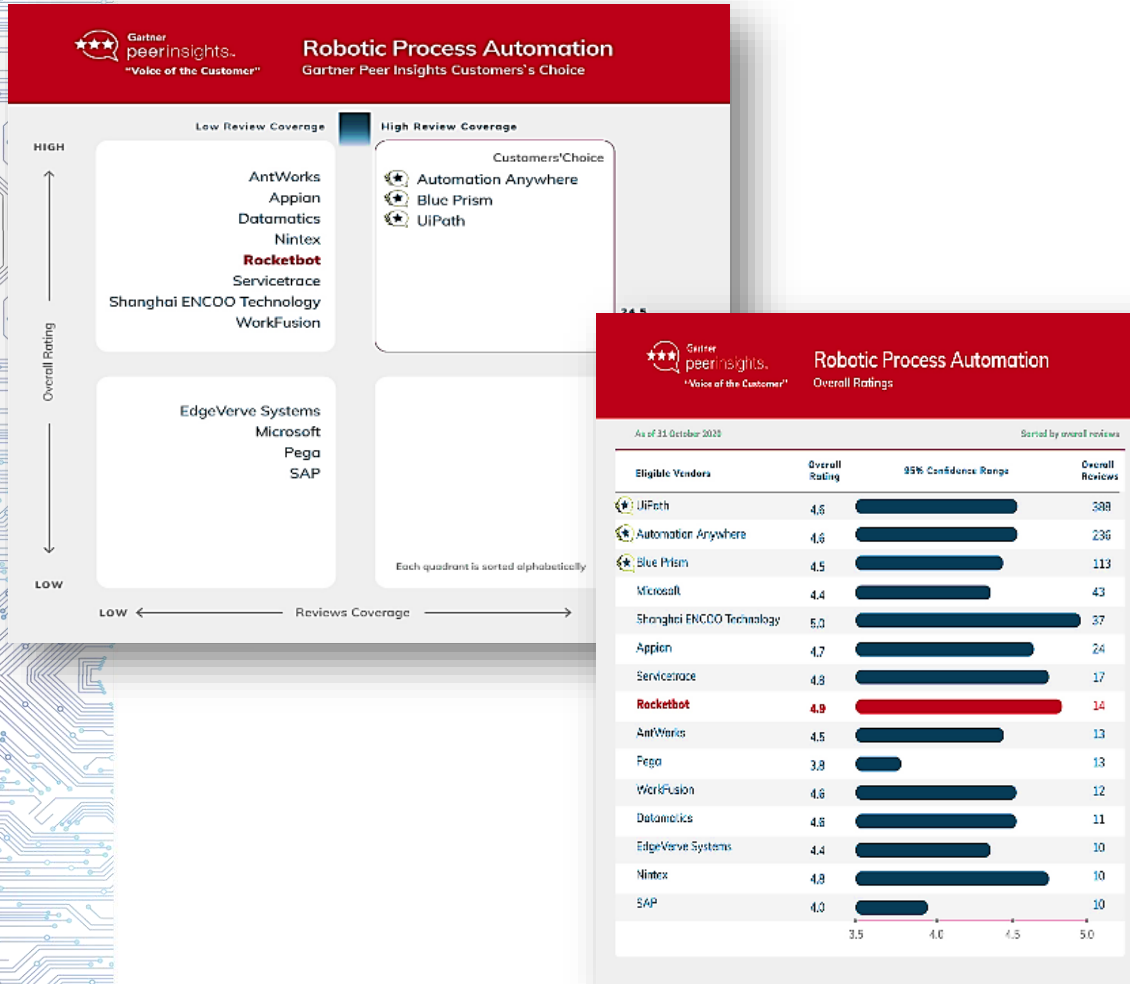 Gartner
peerinsights™
"Voice of the Customer"
Robotic Process Automation
Gartner Peer Insights Customers`s Choice
Low Review Coverage
High Review Coverage
HIGH
Overall Rating
LOW
AntWorks
Appian
Datamatics
Nintex
Rocketbot
Servicetrace
Shanghai ENCOO Technology
WorkFusion
Customers'Choice
Automation Anywhere
Blue Prism
UiPath
EdgeVerve Systems
Microsoft
Pega
SAP
Each quadrant is sorted alphabetically
LOW
Reviews Coverage
Gartner
peerinsights™
"Voice of the Customer"
Robotic Process Automation
Overall Ratings
As of 31 October 2020
Sorted by overall reviews
Eligible Vendors Overall Rating 95% Confidence Range Overall Reviews
UiPath 4.6 388
Automation Anywhere 4.6 236
Blue Prism 4.5 113
Microsoft 4.4 43
Shanghai ENCOO Technology 5.0 37
Appian 4.7 24
Servicetrace 4.8 17
Rocketbot 4.9 14
AntWorks 4.5 13
Pega 3.8 13
WorkFusion 4.6 12
Datamatics 4.6 11
EdgeVerve Systems 4.4 10
Nintex 4.8 10
SAP 4.0 10
3.5 4.0 4.5 5.0